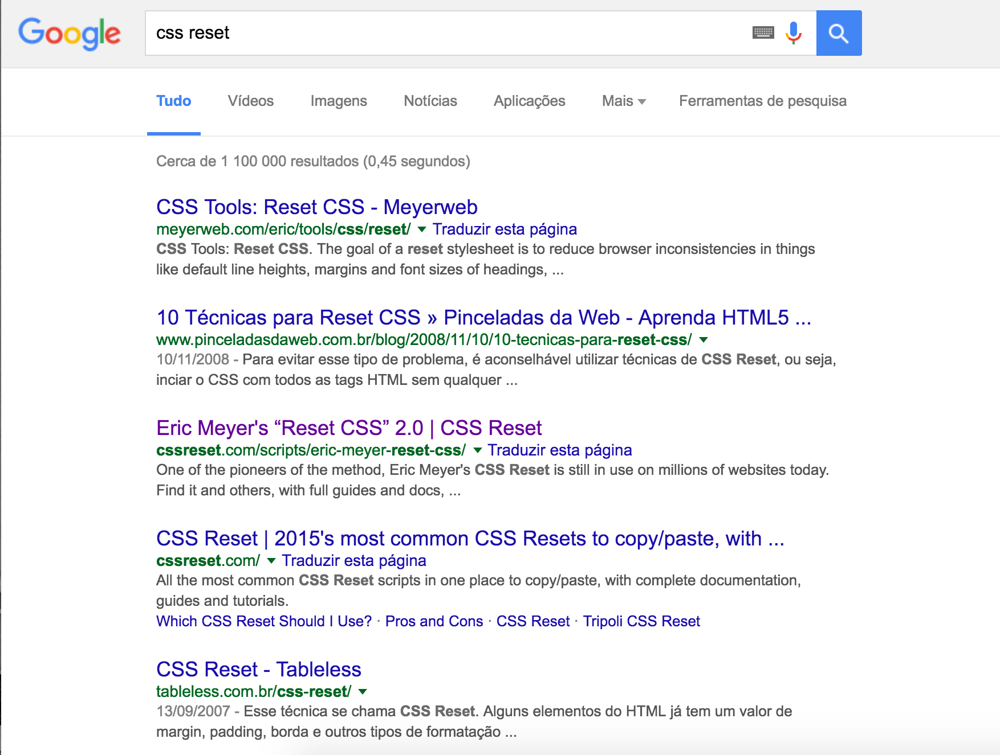 Google
css reset
Tudo Vídeos Imagens Notícias Aplicações Mais Ferramentas de pesquisa
Cerca de 1 100 000 resultados (0,45 segundos)
CSS Tools: Reset CSS - Meyerweb
meyerweb.com/eric/tools/css/reset/ Traduzir esta página
CSS Tools: Reset CSS. The goal of a reset stylesheet is to reduce browser inconsistencies in things
like default line heights, margins and font sizes of headings, ...
10 Técnicas para Reset CSS » Pinceladas da Web - Aprenda HTML5 ...
www.pinceladasdaweb.com.br/blog/2008/11/10/10-tecnicas-para-reset-css/
10/11/2008 - Para evitar esse tipo de problema, é aconselhável utilizar técnicas de CSS Reset, ou seja,
inciar o CSS com todos as tags HTML sem qualquer ...
Eric Meyer's “Reset CSS” 2.0 | CSS Reset
cssreset.com/scripts/eric-meyer-reset-css/ Traduzir esta página
One of the pioneers of the method, Eric Meyer's CSS Reset is still in use on millions of websites today.
Find it and others, with full guides and docs, ...
CSS Reset | 2015's most common CSS Resets to copy/paste, with ...
cssreset.com/ Traduzir esta página
All the most common CSS Reset scripts in one place to copy/paste, with complete documentation,
guides and tutorials.
Which CSS Reset Should I Use? · Pros and Cons · CSS Reset · Tripoli CSS Reset
CSS Reset - Tableless
tableless.com.br/css-reset/
13/09/2007 - Esse técnica se chama CSS Reset. Alguns elementos do HTML já tem um valor de
margin, padding, borda e outros tipos de formatação ...